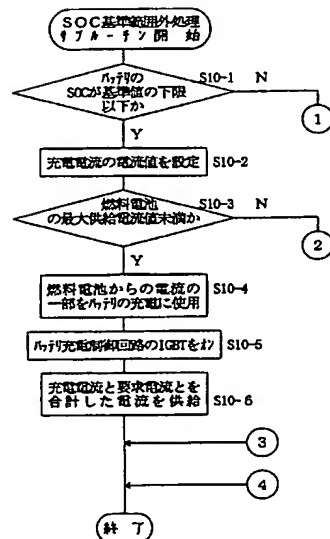 SOC基準範囲外処理
サブルーチン開始
バッテリの
SOCが基準値の下限
以下か
S10-1
N
1
Y
充電電流の電流値を設定
S10-2
燃料電池
の最大供給電流値未満か
S10-3
N
2
Y
燃料電池からの電流の
一部をバッテリの充電に使用
S10-4
バッテリ充電制御回路のIGBTをオン
S10-5
充電電流と要求電流とを
合計した電流を供給
S10-6
3
4
終了